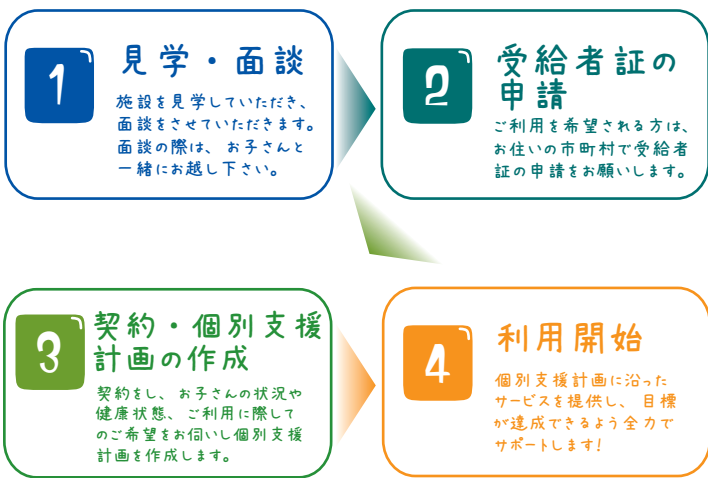 1
見学・面談
施設を見学していただき、
面談をさせていただきます。
面談の際は、お子さんと
一緒にお越し下さい。
2
受給者証の
申請
ご利用を希望される方は、
お住いの市町村で受給者
証の申請をお願いします。
3
契約・個別支援
計画の作成
契約をし、お子さんの状況や
健康状態、ご利用に際して
のご希望をお伺いし個別支援
計画を作成します。
4
利用開始
個別支援計画に沿った
サービスを提供し、目標
が達成できるよう全力で
サポートします！